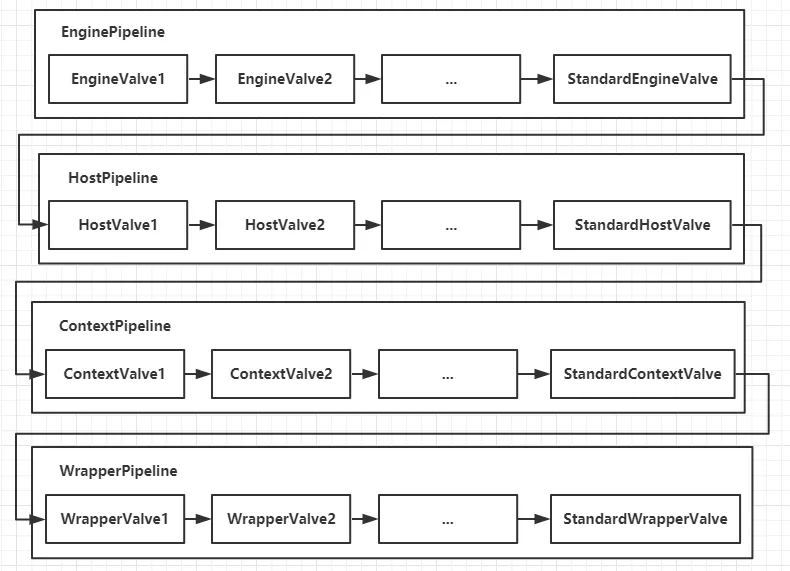 EnginePipeline
EngineValve1 EngineValve2 ... StandardEngineValve
HostPipeline
HostValve1 HostValve2 ... StandardHostValve
ContextPipeline
ContextValve1 ContextValve2 ... StandardContextValve
WrapperPipeline
WrapperValve1 WrapperValve2 ... StandardWrapperValve